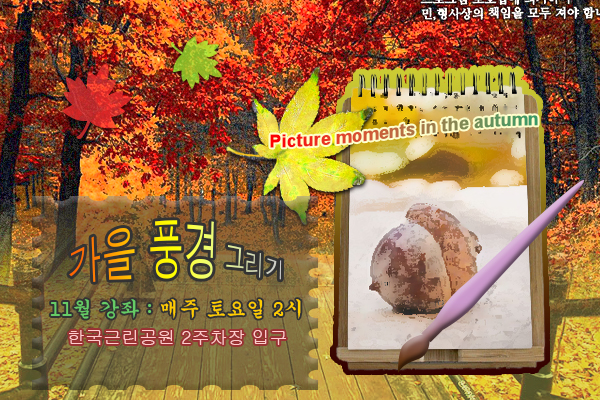 민,형사상의 책임을 모두 져야 합니
Picture moments in the autumn
가을 풍경 그리기
11월 강좌 : 매주 토요일 2시
한국근린공원 2주차장 입구